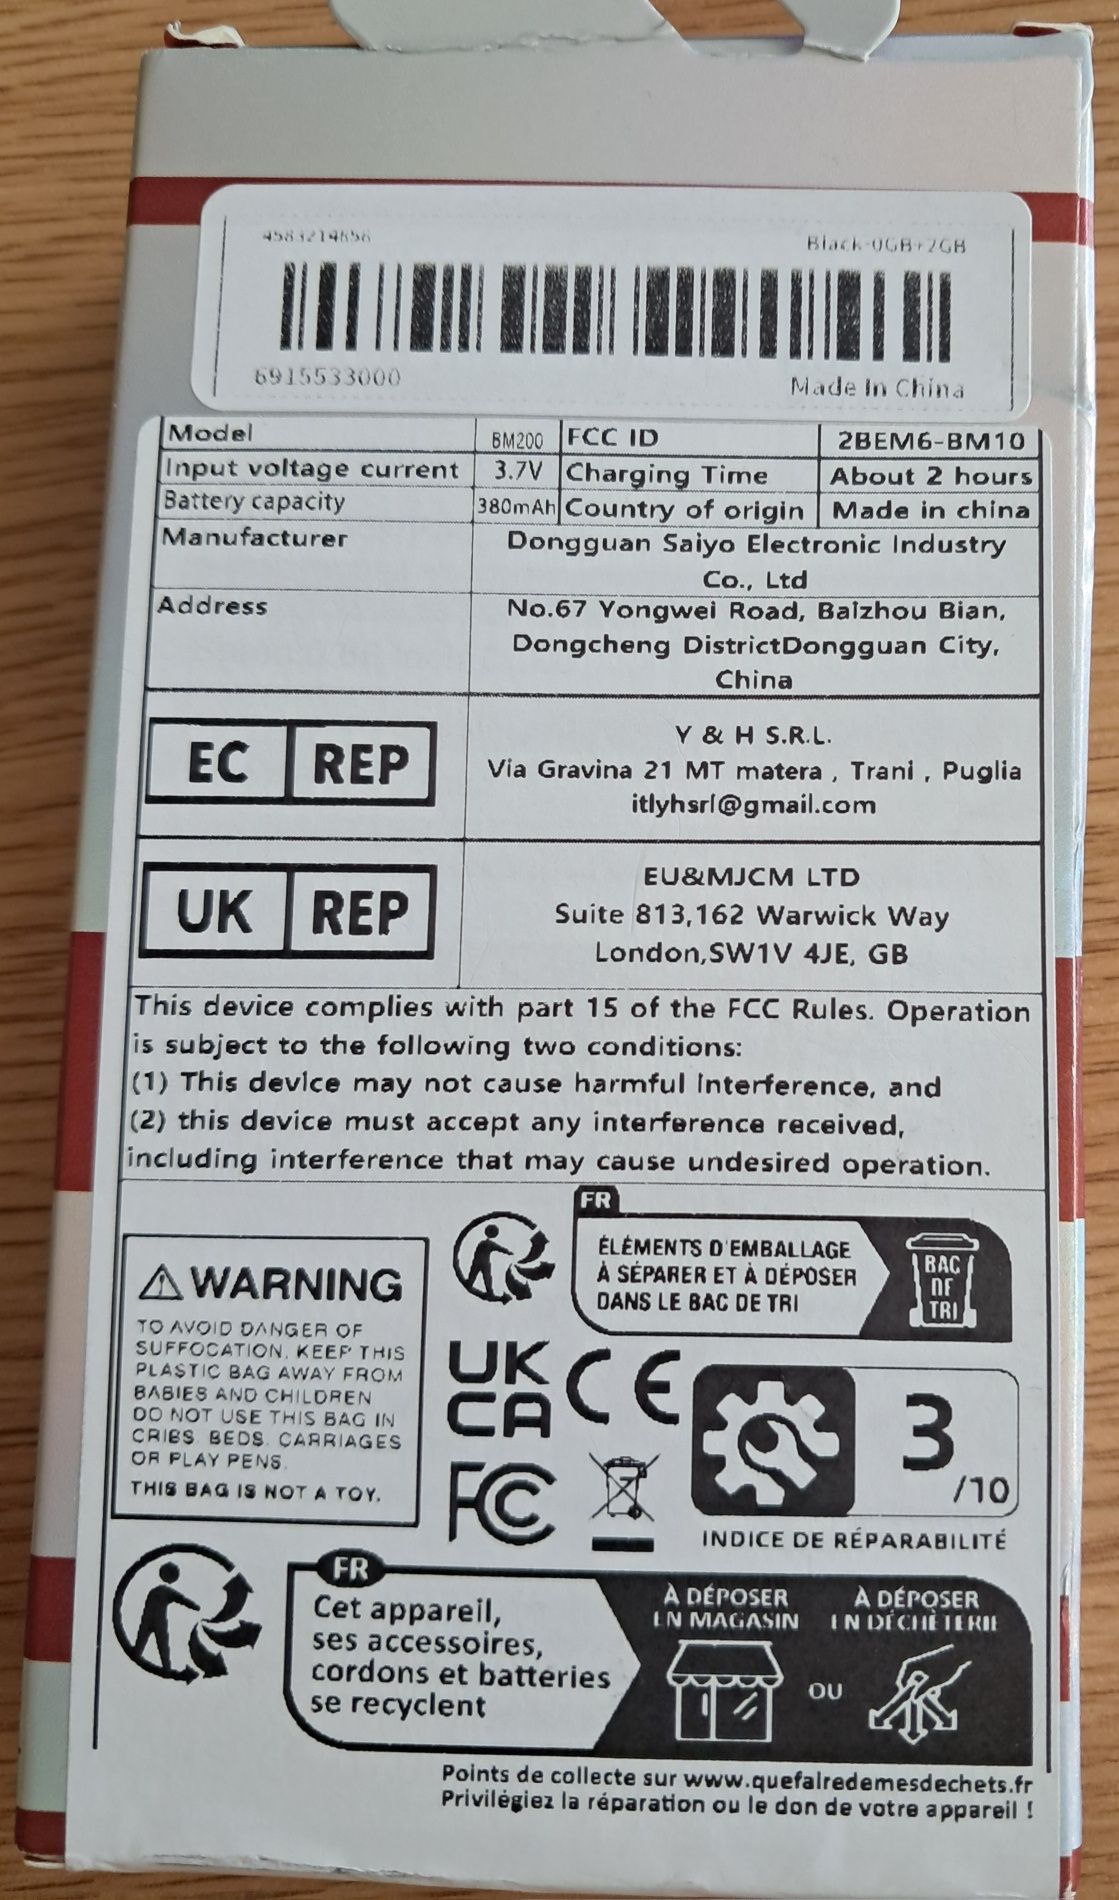 4583214656
Black-0GB+2GB
6915533000
Made In China
Model BM200 FCC ID 2BEM6-BM10
Input voltage current 3.7V Charging Time About 2 hours
Battery capacity 380mAh Country of origin Made in china
Manufacturer Dongguan Saiyo Electronic Industry
Co., Ltd
Address No.67 Yongwei Road, Baizhou Bian,
Dongcheng DistrictDongguan City,
China
EC REP
Y & H S.R.L.
Via Gravina 21 MT matera , Trani , Puglia
itlyhsrl@gmail.com
UK REP
EU&MJCM LTD
Suite 813,162 Warwick Way
London,SW1V 4JE, GB
This device complies with part 15 of the FCC Rules. Operation
is subject to the following two conditions:
(1) This device may not cause harmful interference, and
(2) this device must accept any interference received,
including interference that may cause undesired operation.
WARNING
TO AVOID DANGER OF
SUFFOCATION, KEEP THIS
PLASTIC BAG AWAY FROM
BABIES AND CHILDREN
DO NOT USE THIS BAG IN
CRIBS. BEDS. CARRIAGES
OR PLAY PENS.
THIS BAG IS NOT A TOY.
FR
ÉLÉMENTS D'EMBALLAGE
À SÉPARER ET À DÉPOSER
DANS LE BAC DE TRI
BAC
DE
TRI
UK
CA
CE
FC
3
/10
INDICE DE RÉPARABILITÉ
FR
Cet appareil,
ses accessoires,
cordons et batteries
se recyclent
À DÉPOSER
EN MAGASIN
OU
À DÉPOSER
EN DÉCHÈTERIE
Points de collecte sur www.quefairedemesdechets.fr
Privilégiez la réparation ou le don de votre appareil !